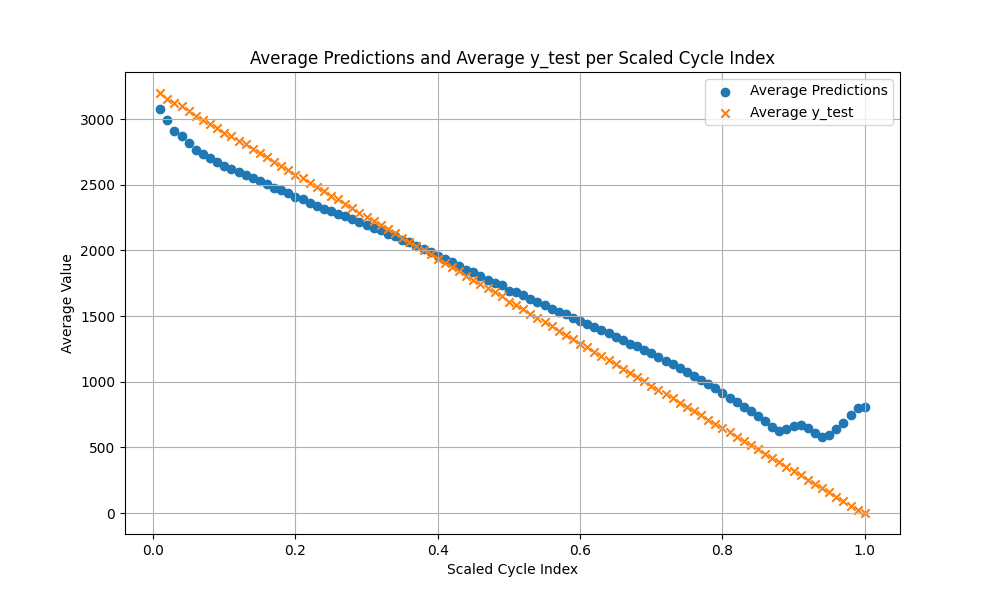 Average Predictions and Average y_test per Scaled Cycle Index
Average Predictions
Average y_test
Average Value
3000
2500
2000
1500
1000
500
0
0.0 0.2 0.4 0.6 0.8 1.0
Scaled Cycle Index